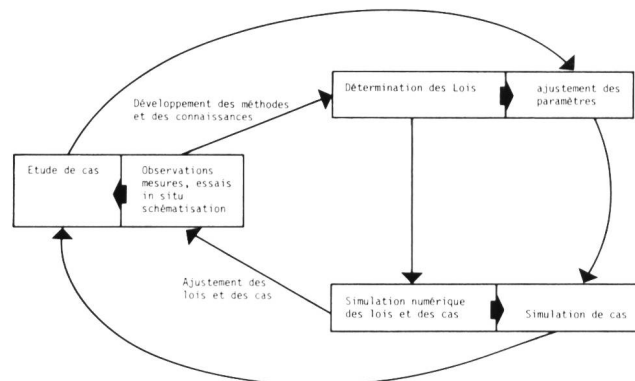 Détermination des Lois
ajustement des
paramètres
Développement des méthodes
et des connaissances
Etude de cas
Observations
mesures, essais
in situ
schématisation
Ajustement des
lois et des cas
Simulation numérique
des lois et des cas
Simulation de cas